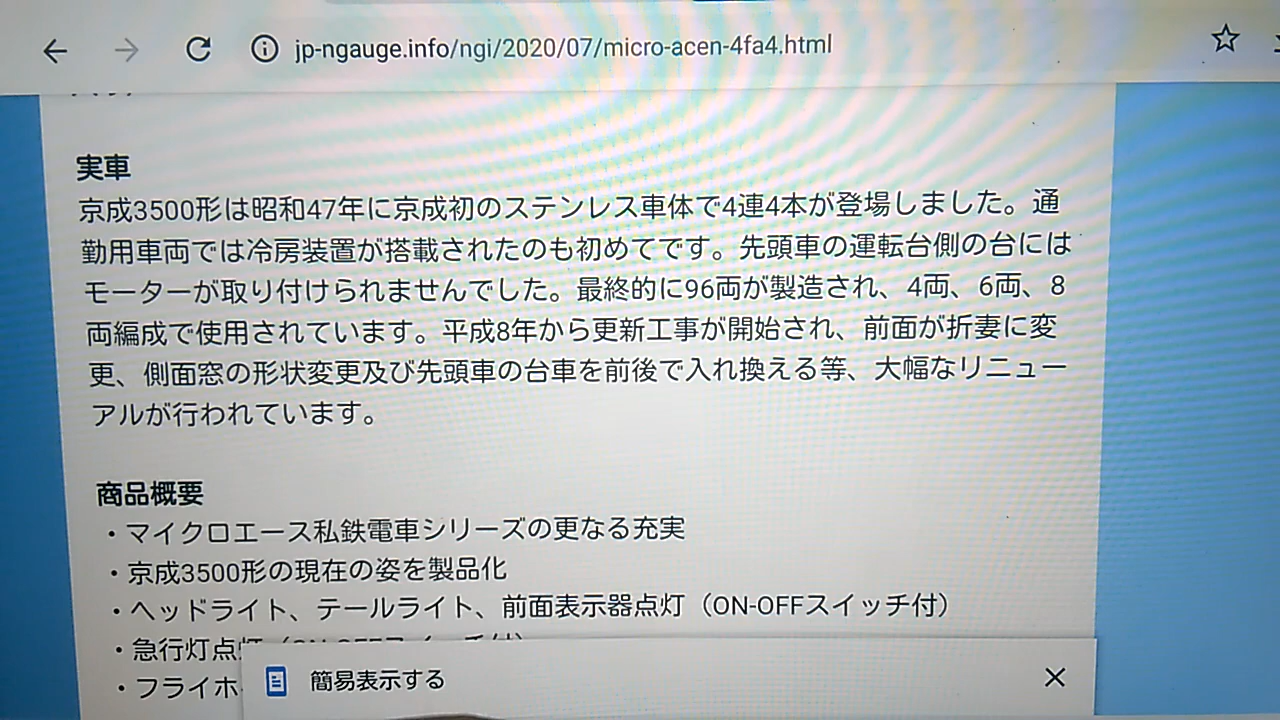 jp-ngauge.info/ngi/2020/07/micro-acen-4fa4.html
実車
京成3500形は昭和47年に京成初のステンレス車体で4連4本が登場しました。通
勤用車両では冷房装置が搭載されたのも初めてです。先頭車の運転台側の台には
モーターが取り付けられませんでした。最終的に96両が製造され、4両、6両、8
両編成で使用されています。平成8年から更新工事が開始され、前面が折妻に変
更、側面窓の形状変更及び先頭車の台車を前後で入れ換える等、大幅なリニュー
アルが行われています。
商品概要
・マイクロエース私鉄電車シリーズの更なる充実
・京成3500形の現在の姿を製品化
・ヘッドライト、テールライト、前面表示器点灯（ON-OFFスイッチ付）
・急行灯点
・フライホ
簡易表示する